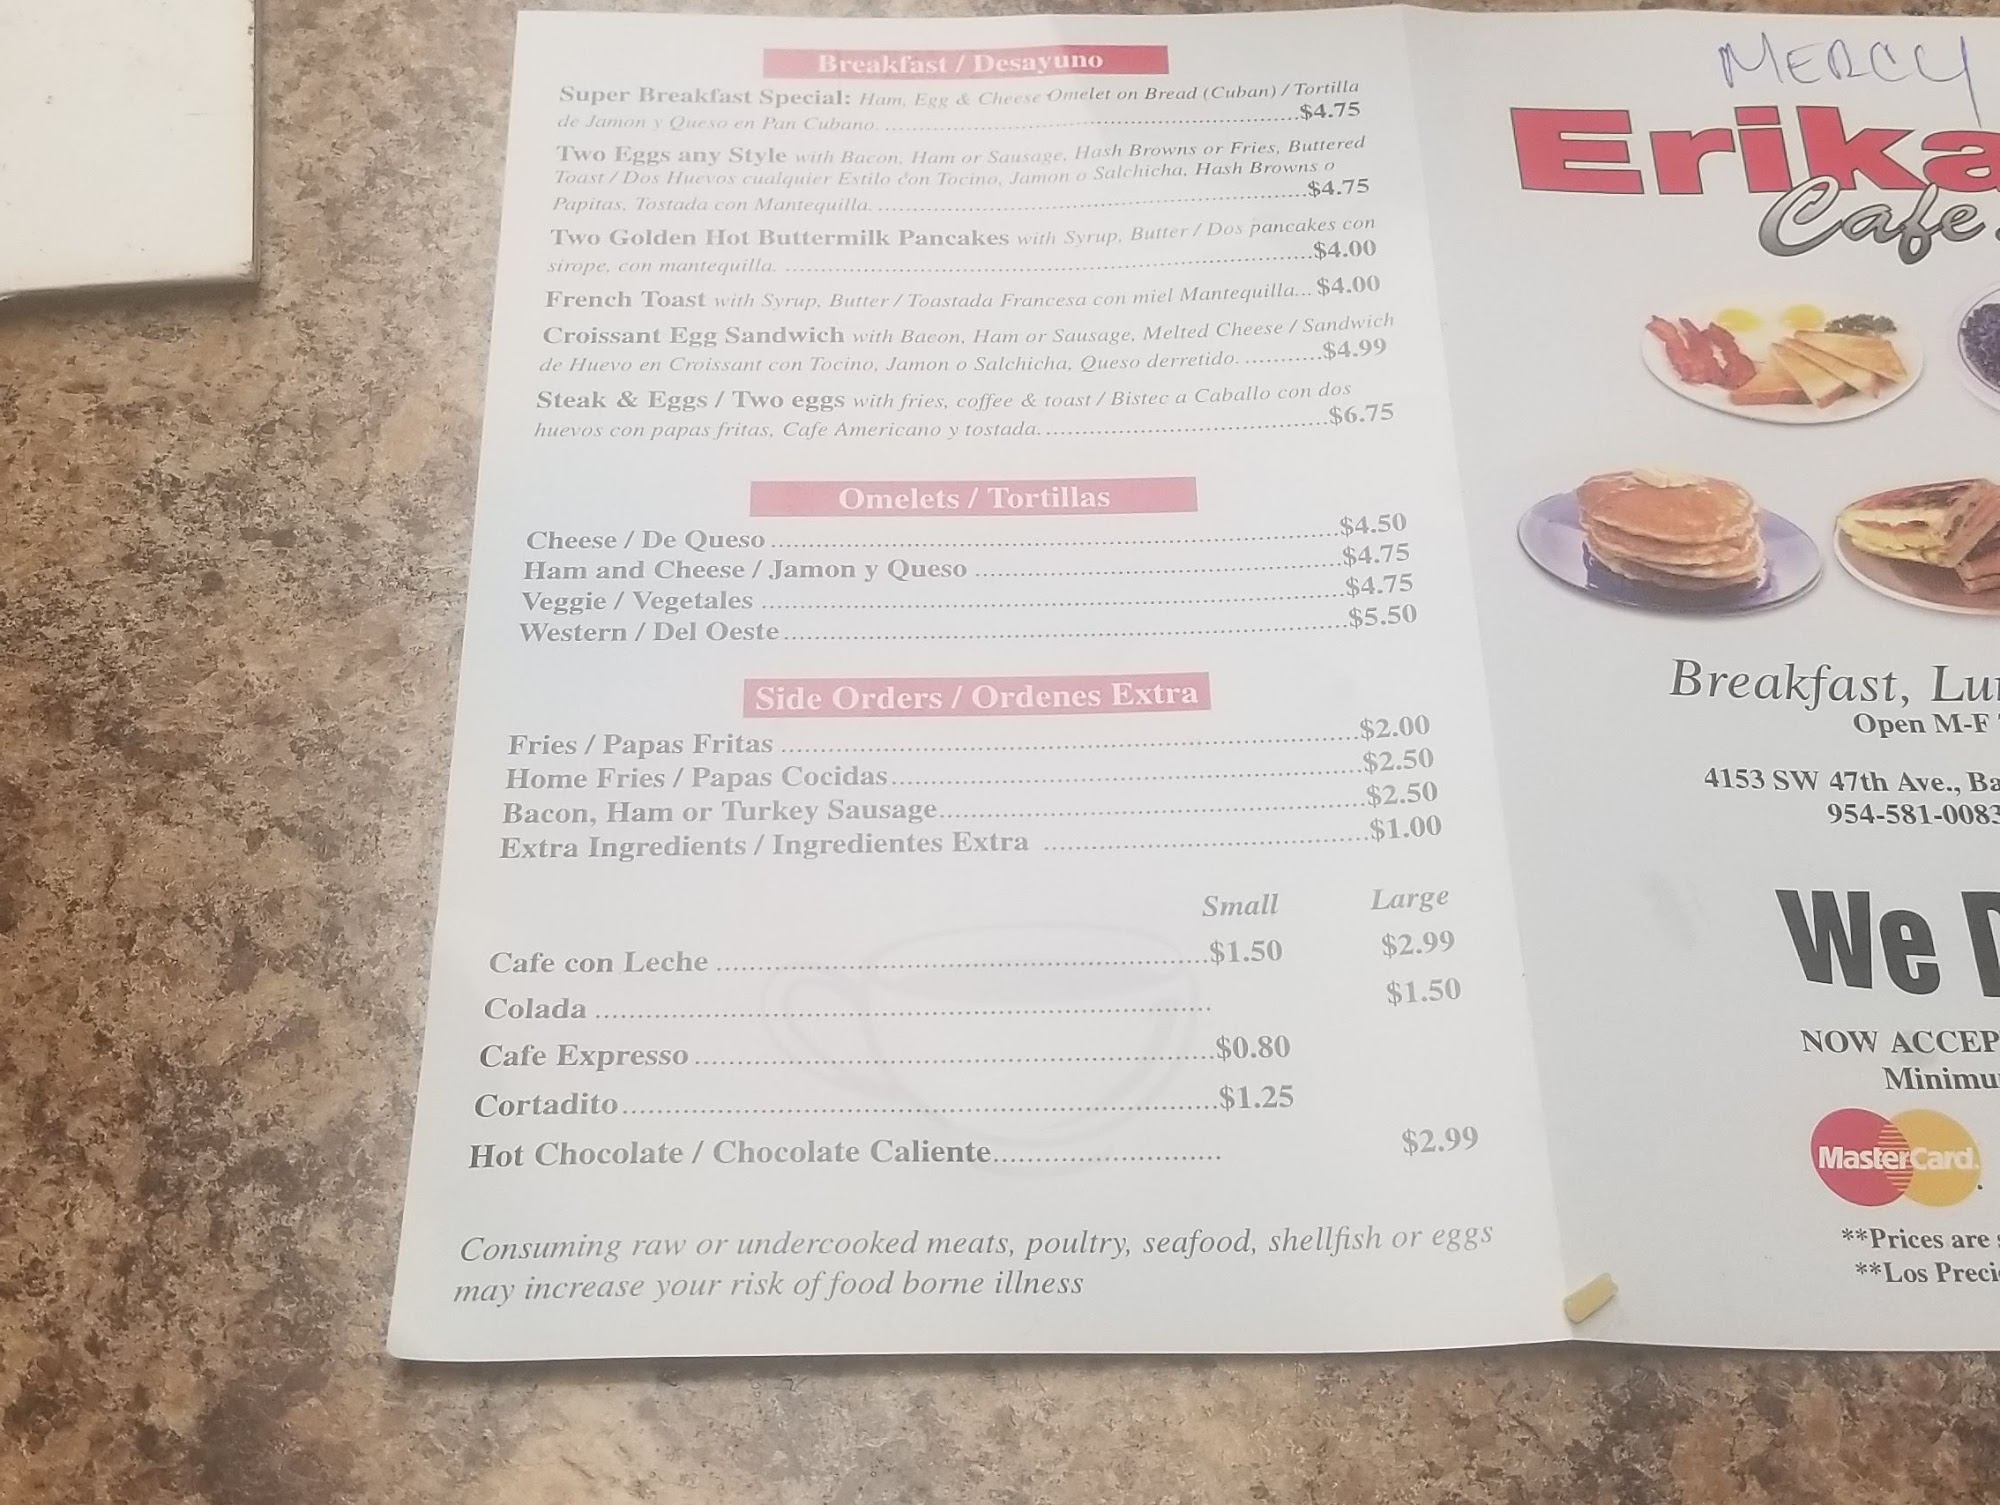 Breakfast / Desayuno
Super Breakfast Special: Ham, Egg & Cheese Omelet on Bread (Cuban) / Tortilla
de Jamon y Queso en Pan Cubano. $4.75
Two Eggs any Style with Bacon, Ham or Sausage, Hash Browns or Fries, Buttered
Toast / Dos Huevos cualquier Estilo con Tocino, Jamon o Salchicha, Hash Browns o
Papitas, Tostada con Mantequilla. $4.75
Two Golden Hot Buttermilk Pancakes with Syrup, Butter / Dos pancakes con
sirope, con mantequilla. $4.00
French Toast with Syrup, Butter / Toastada Francesa con miel Mantequilla... $4.00
Croissant Egg Sandwich with Bacon, Ham or Sausage, Melted Cheese / Sandwich
de Huevo en Croissant con Tocino, Jamon o Salchicha, Queso derretido. $4.99
Steak & Eggs / Two eggs with fries, coffee & toast / Bistec a Caballo con dos
huevos con papas fritas, Cafe Americano y tostada. $6.75
Omelets / Tortillas
Cheese / De Queso $4.50
Ham and Cheese / Jamon y Queso $4.75
Veggie / Vegetales $4.75
Western / Del Oeste $5.50
Side Orders / Ordenes Extra
Fries / Papas Fritas $2.00
Home Fries / Papas Cocidas $2.50
Bacon, Ham or Turkey Sausage $2.50
Extra Ingredients / Ingredientes Extra $1.00
Small Large
Cafe con Leche $1.50 $2.99
Colada $1.50
Cafe Expresso $0.80
Cortadito $1.25
Hot Chocolate / Chocolate Caliente $2.99
Consuming raw or undercooked meats, poultry, seafood, shellfish or eggs
may increase your risk of food borne illness
MERCY
Erika
Cafe
Breakfast, Lu
Open M-F
4153 SW 47th Ave., Ba
954-581-0083
We D
NOW ACCEP
Minimu
MasterCard
**Prices are
**Los Preci